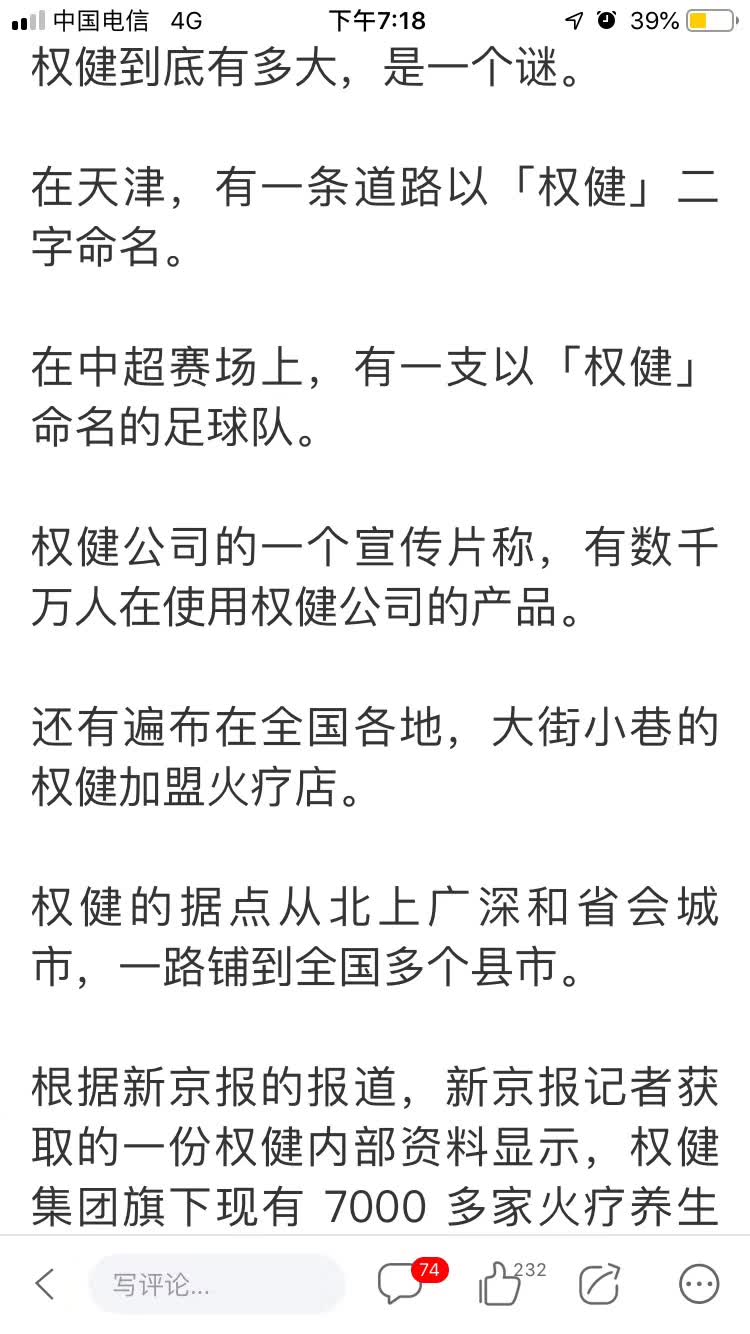 中国电信 4G 下午7:18 39%
权健到底有多大，是一个谜。
在天津，有一条道路以「权健」二
字命名。
在中超赛场上，有一支以「权健」
命名的足球队。
权健公司的一个宣传片称，有数千
万人在使用权健公司的产品。
还有遍布在全国各地，大街小巷的
权健加盟火疗店。
权健的据点从北上广深和省会城
市，一路铺到全国多个县市。
根据新京报的报道，新京报记者获
取的一份权健内部资料显示，权健
集团旗下现有 7000 多家火疗养生
写评论... 74 232